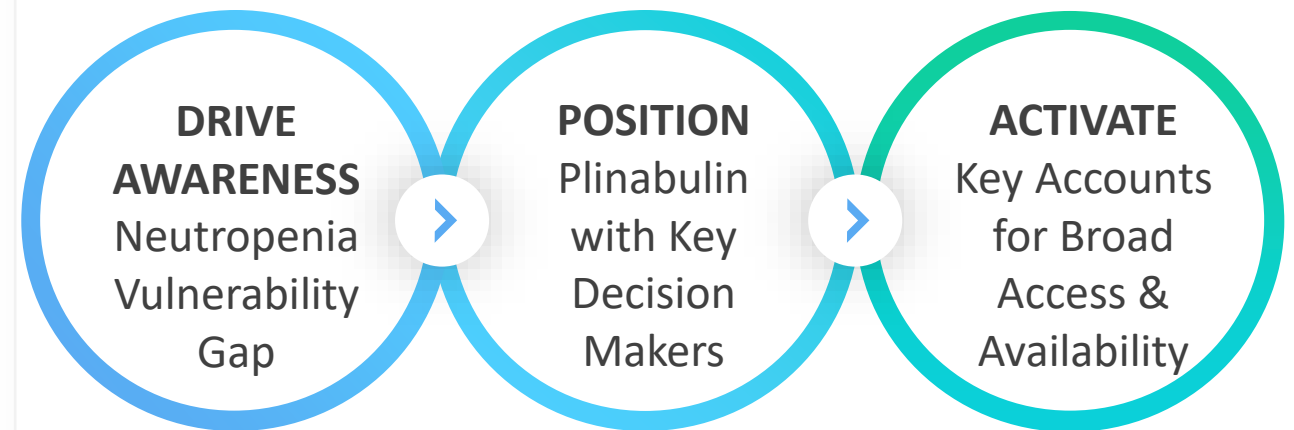 DRIVE
AWARENESS
Neutropenia
Vulnerability
Gap
POSITION
Plinabulin
with Key
Decision
Makers
ACTIVATE
Key Accounts
for Broad
Access &
Availability